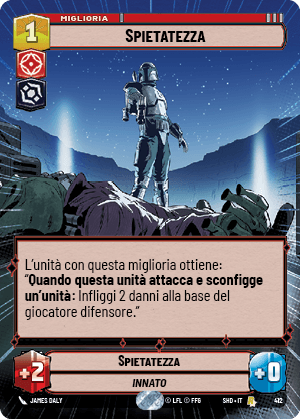 MIGLIORIA
1
SPIETATEZZA
L'unità con questa miglioria ottiene:
"Quando questa unità attacca e sconfigge
un'unità: Infliggi 2 danni alla base del
giocatore difensore."
+2
SPIETATEZZA
INNATO
+0
JAMES DALY
© LFL © FFG
SHD • IT
412